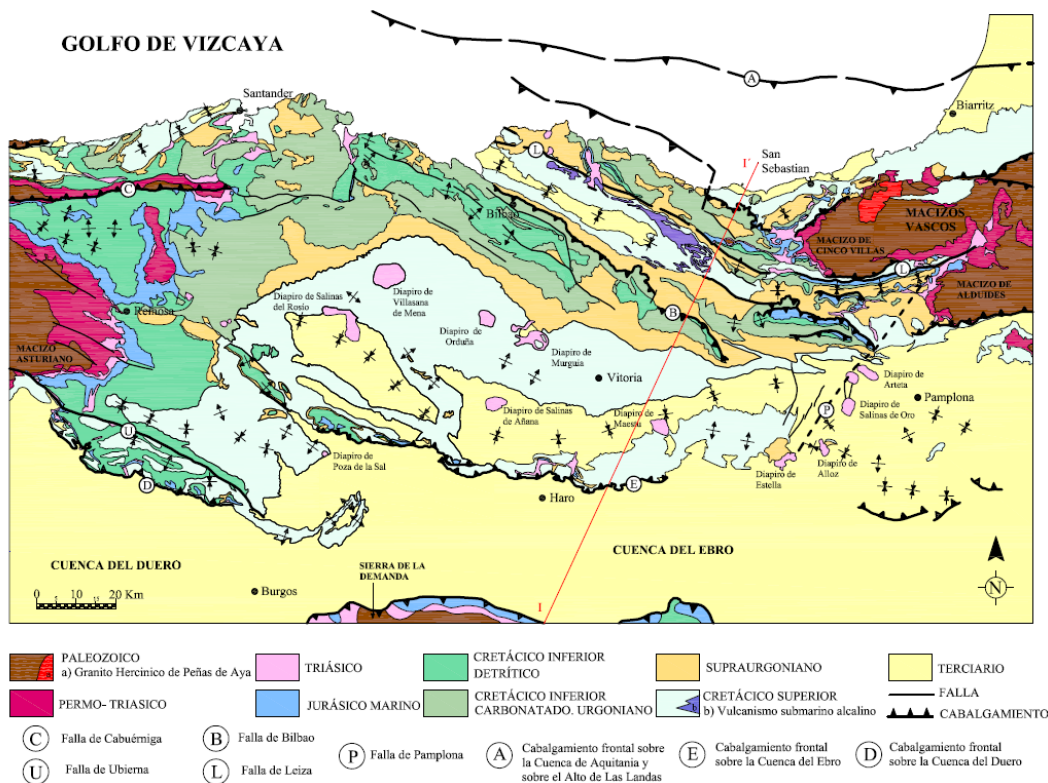 GOLFO DE VIZCAYA
Santander
A
Biarritz
L
I'
San
Sebastian
C
MACIZOS
VASCOS
MACIZO DE
CINCO VILLAS
Bilbao
L
MACIZO DE
ALDUIDES
Diapiro de Salinas
del Rosío
Diapiro de
Villasana
de Mena
Diapiro de
Orduña
Reinosa
B
MACIZO
ASTURIANO
Diapiro de
Murguia
Vitoria
Diapiro de
Arteta
Pamplona
Diapiro de
Salinas de Oro
Diapiro de Salinas
de Añana
Diapiro de
Maestu
P
U
Diapiro de
Poza de la Sal
Diapiro de
Estella
Diapiro de
Alloz
D
E
Haro
CUENCA DEL DUERO
SIERRA DE LA
DEMANDA
CUENCA DEL EBRO
Burgos
0 10 20 Km
I
N
PALEOZOICO
a) Granito Hercinico de Peñas de Aya
TRIÁSICO
CRETÁCICO INFERIOR
DETRÍTICO
SUPRAURGONIANO
TERCIARIO
PERMO- TRIASICO
JURÁSICO MARINO
CRETÁCICO INFERIOR
CARBONATADO. URGONIANO
b
CRETÁCICO SUPERIOR
b) Vulcanismo submarino alcalino
FALLA
CABALGAMIENTO
C Falla de Cabuérniga
B Falla de Bilbao
P Falla de Pamplona
A Cabalgamiento frontal sobre
la Cuenca de Aquitania y
sobre el Alto de Las Landas
E Cabalgamiento frontal
sobre la Cuenca del Ebro
D Cabalgamiento frontal
sobre la Cuenca del Duero
U Falla de Ubierna
L Falla de Leiza